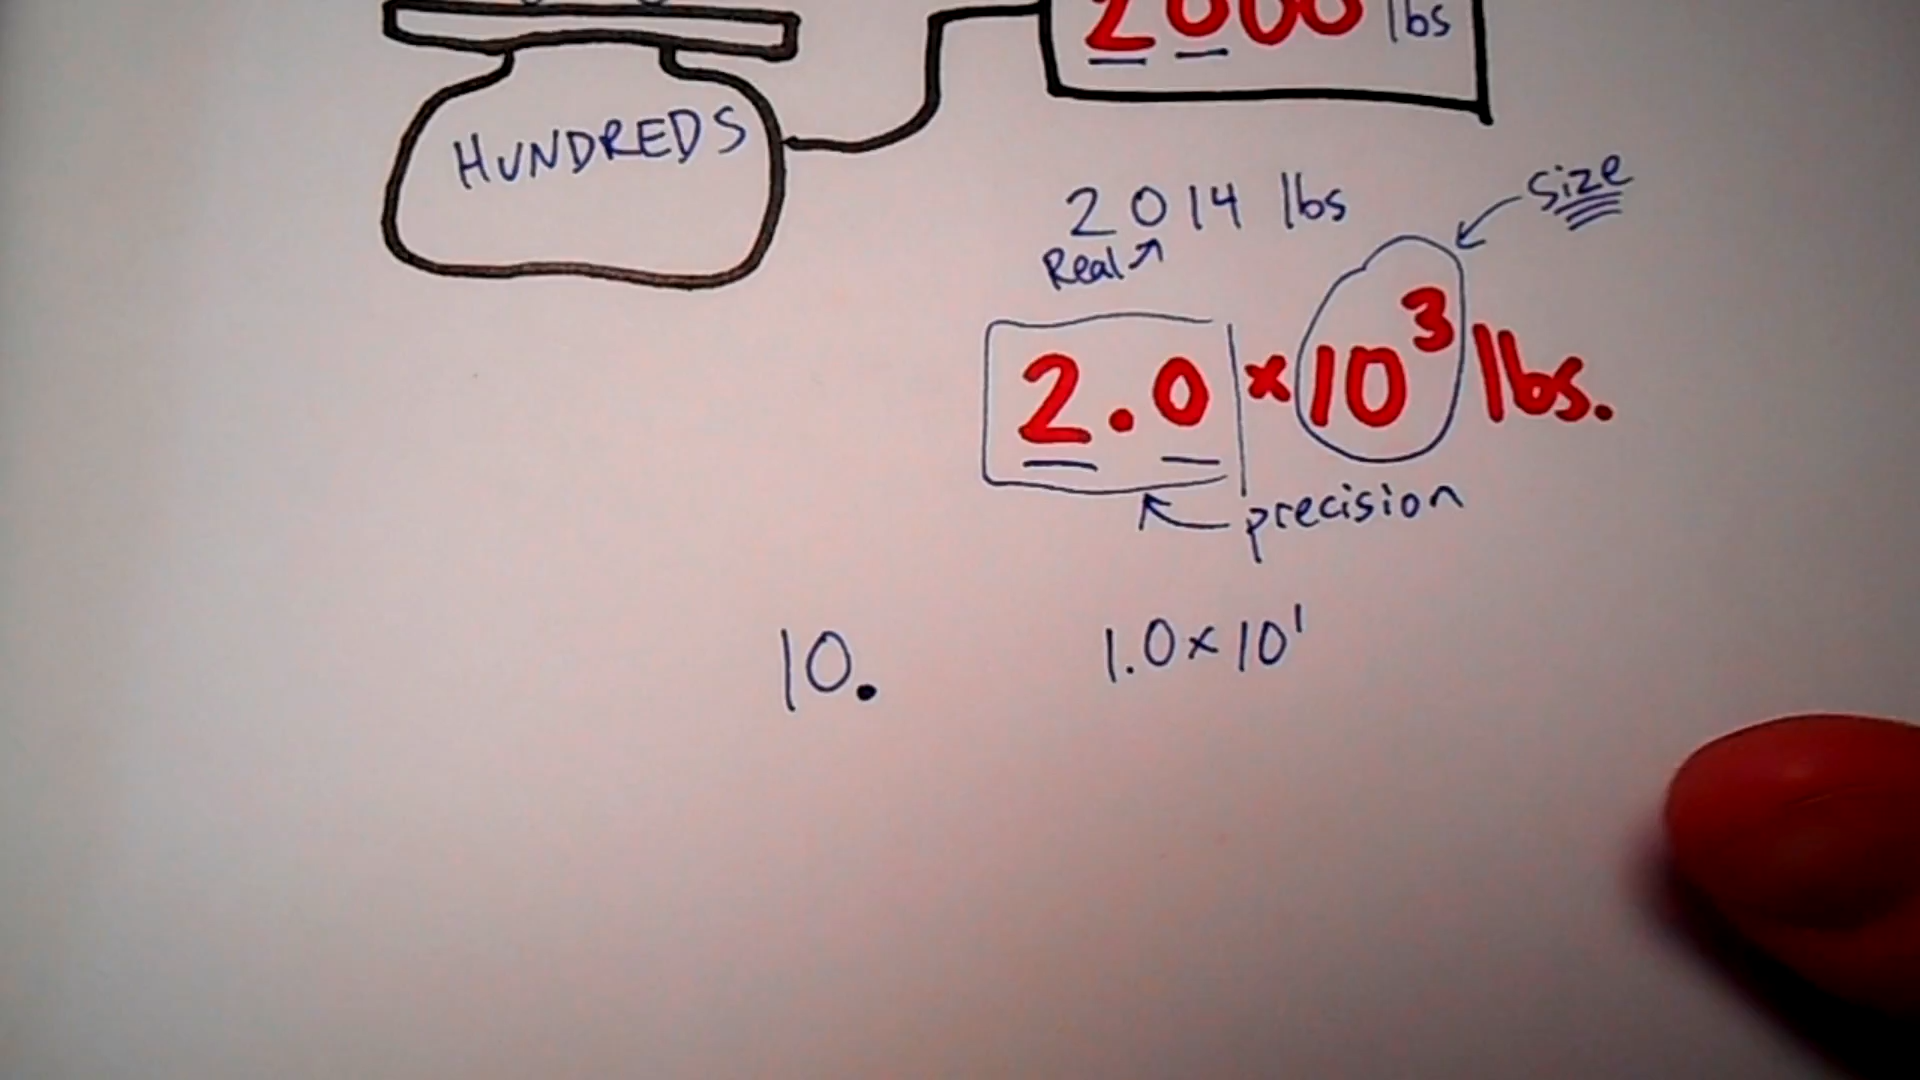 2000 lbs
HUNDREDS
2014 lbs
Size
Real
2.0 × 10³ lbs.
precision
10.
1.0 × 10¹